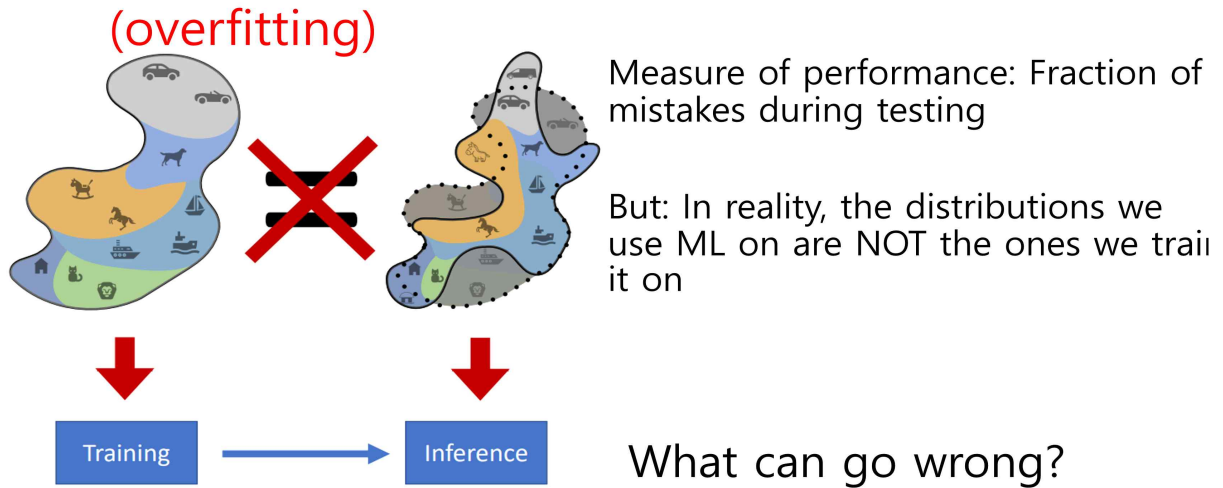 (overfitting)
Measure of performance: Fraction of
mistakes during testing
But: In reality, the distributions we
use ML on are NOT the ones we
it on
Training
Inference
What can go wrong?